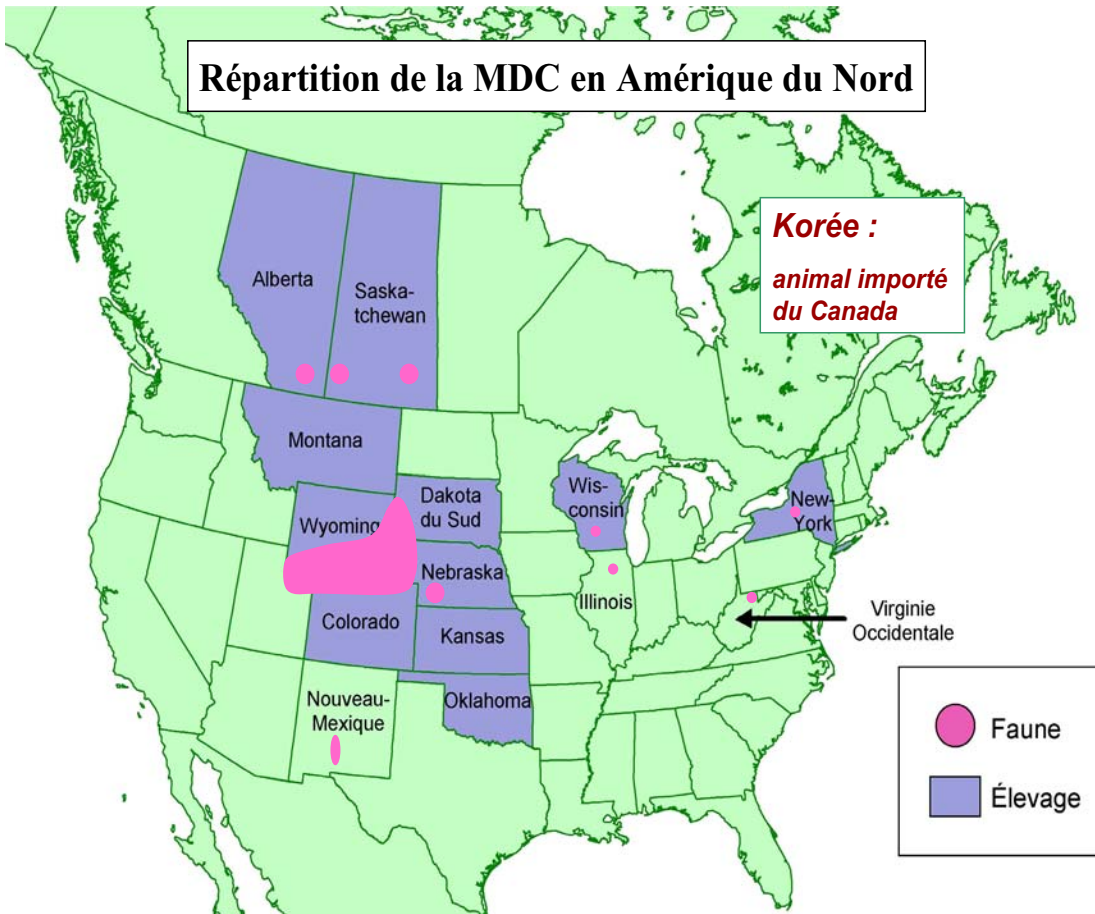 Répartition de la MDC en Amérique du Nord
Korée :
animal importé
du Canada
Alberta
Saska-
tchewan
Montana
Dakota
du Sud
Wyoming
Wis-
consin
New-
York
Nebraska
Illinois
Colorado
Kansas
Virginie
Occidentale
Nouveau-
Mexique
Oklahoma
Faune
Élevage